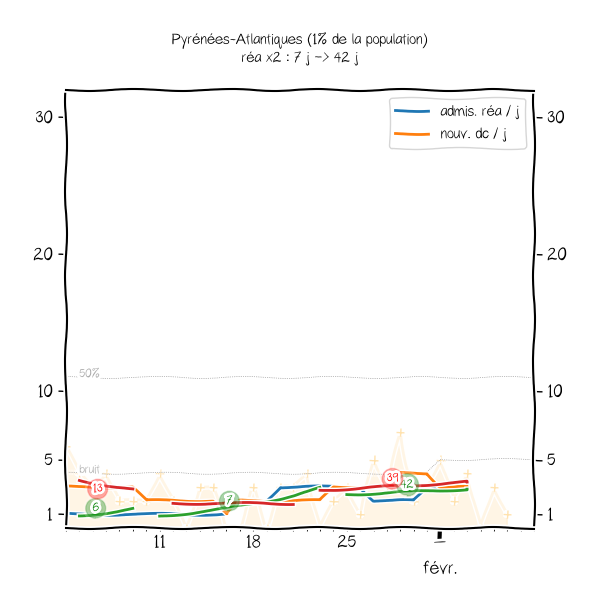 Pyrénées-Atlantiques (1% de la population)
réa x2 : 7 j -> 42 j
admis. réa / j
nouv. dc / j
30 30
20 20
50%
10 10
5 5
bruit
39 42
13 7
6
1 1
11 18 25 1
févr.